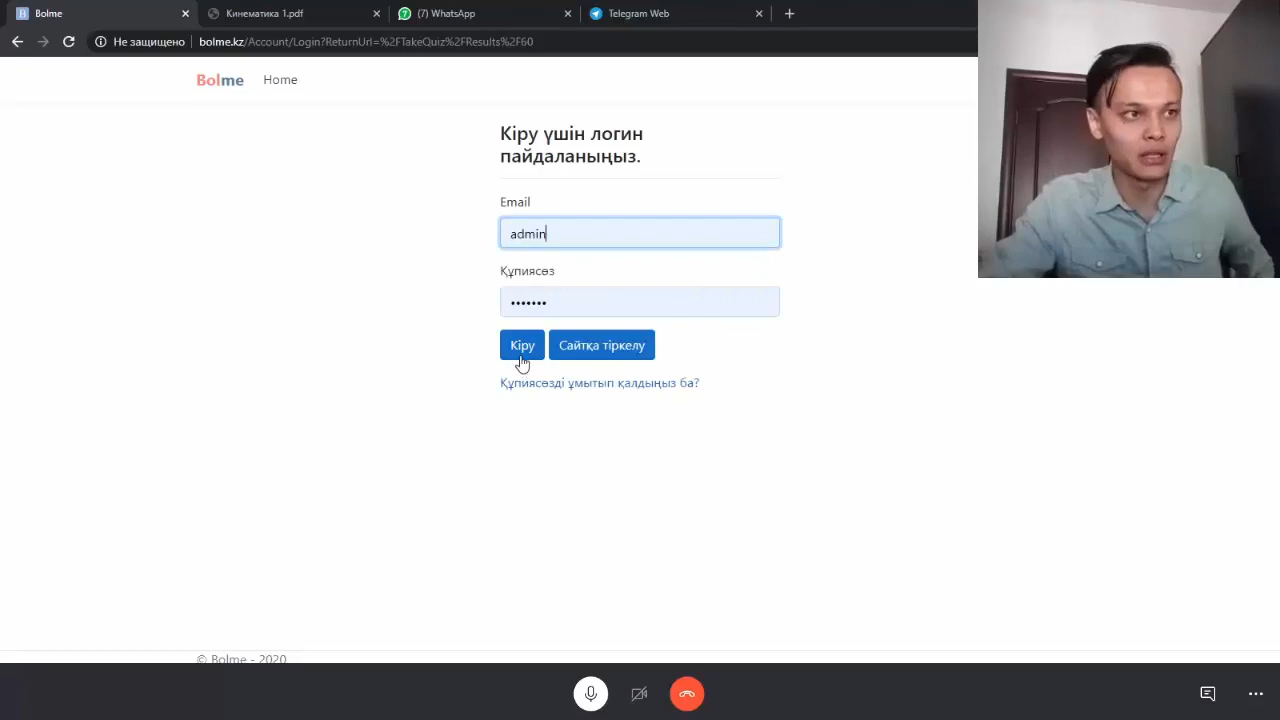 Bolme
Кинематика 1.pdf
(7) WhatsApp
Telegram Web
Не защищено
bolme.kz/Account/Login?ReturnUrl=%2FTakeQuiz%2FResults%2F60
Bolme
Home
Кіру үшін логин
пайдаланыңыз.
Email
admin
Құпиясөз
Кіру
Сайтқа тіркелу
Құпиясөзді ұмытып қалдыңыз ба?
© Bolme - 2020